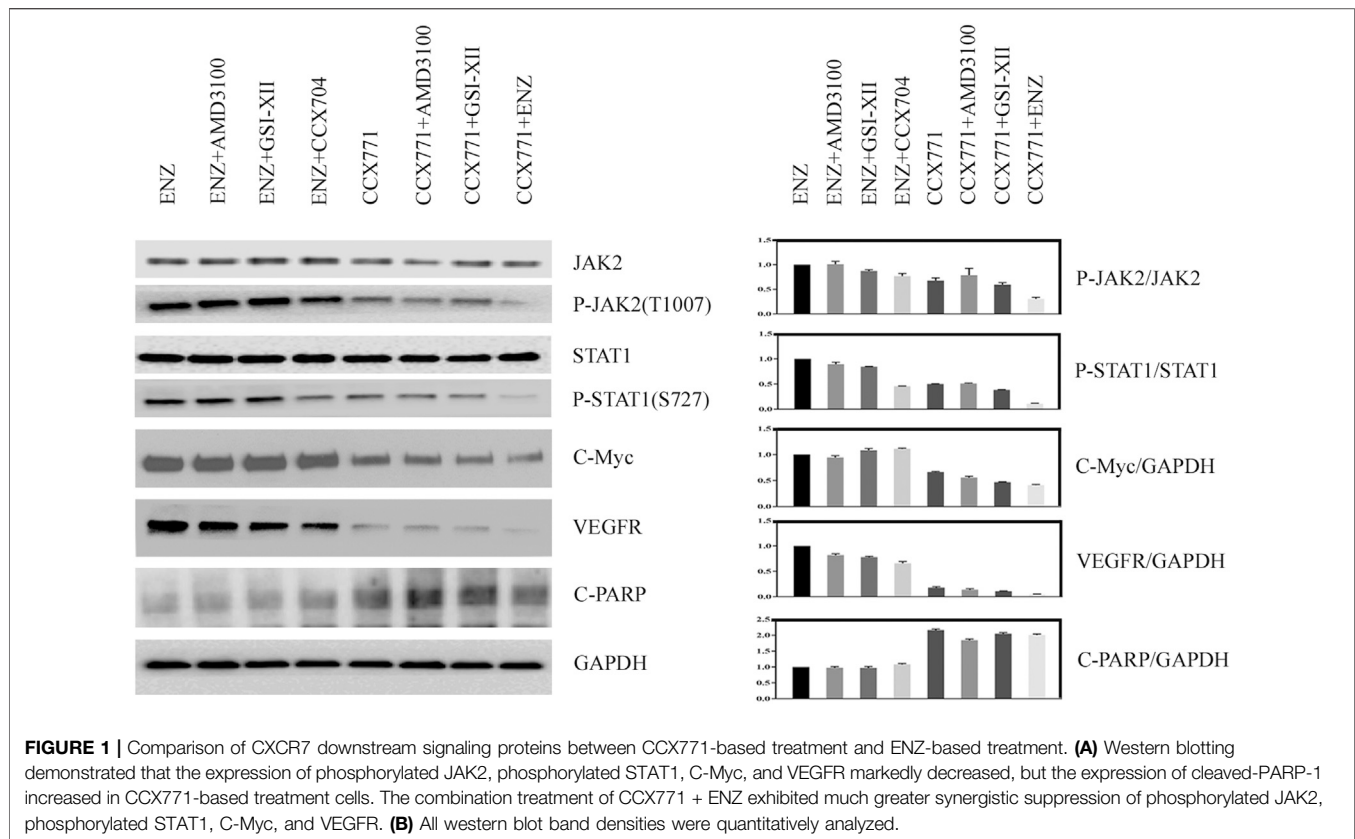 ENZ
ENZ+AMD3100
ENZ+GSI-XII
ENZ+CCX704
CCX771
CCX771+AMD3100
CCX771+GSI-XII
CCX771+ENZ
JAK2
P-JAK2(T1007)
STAT1
P-STAT1(S727)
C-Myc
VEGFR
C-PARP
GAPDH
ENZ
ENZ+AMD3100
ENZ+GSI-XII
ENZ+CCX704
CCX771
CCX771+AMD3100
CCX771+GSI-XII
CCX771+ENZ
1.5
1.0
0.5
0.0
P-JAK2/JAK2
1.5
1.0
0.5
0.0
P-STAT1/STAT1
1.5
1.0
0.5
0.0
C-Myc/GAPDH
1.5
1.0
0.5
0.0
VEGFR/GAPDH
2.5
2.0
1.5
1.0
0.5
0.0
C-PARP/GAPDH
FIGURE 1 | Comparison of CXCR7 downstream signaling proteins between CCX771-based treatment and ENZ-based treatment. (A) Western blotting
demonstrated that the expression of phosphorylated JAK2, phosphorylated STAT1, C-Myc, and VEGFR markedly decreased, but the expression of cleaved-PARP-1
increased in CCX771-based treatment cells. The combination treatment of CCX771 + ENZ exhibited much greater synergistic suppression of phosphorylated JAK2,
phosphorylated STAT1, C-Myc, and VEGFR. (B) All western blot band densities were quantitatively analyzed.